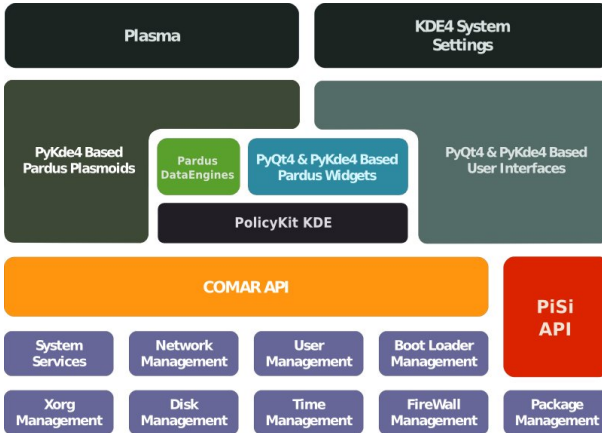 Plasma
KDE4 System
Settings
PyKde4 Based
Pardus Plasmoids
Pardus
DataEngines
PyQt4 & PyKde4 Based
Pardus Widgets
PyQt4 & PyKde4 Based
User Interfaces
PolicyKit KDE
COMAR API
PiSi
API
System
Services
Network
Management
User
Management
Boot Loader
Management
Xorg
Management
Disk
Management
Time
Management
FireWall
Management
Package
Management